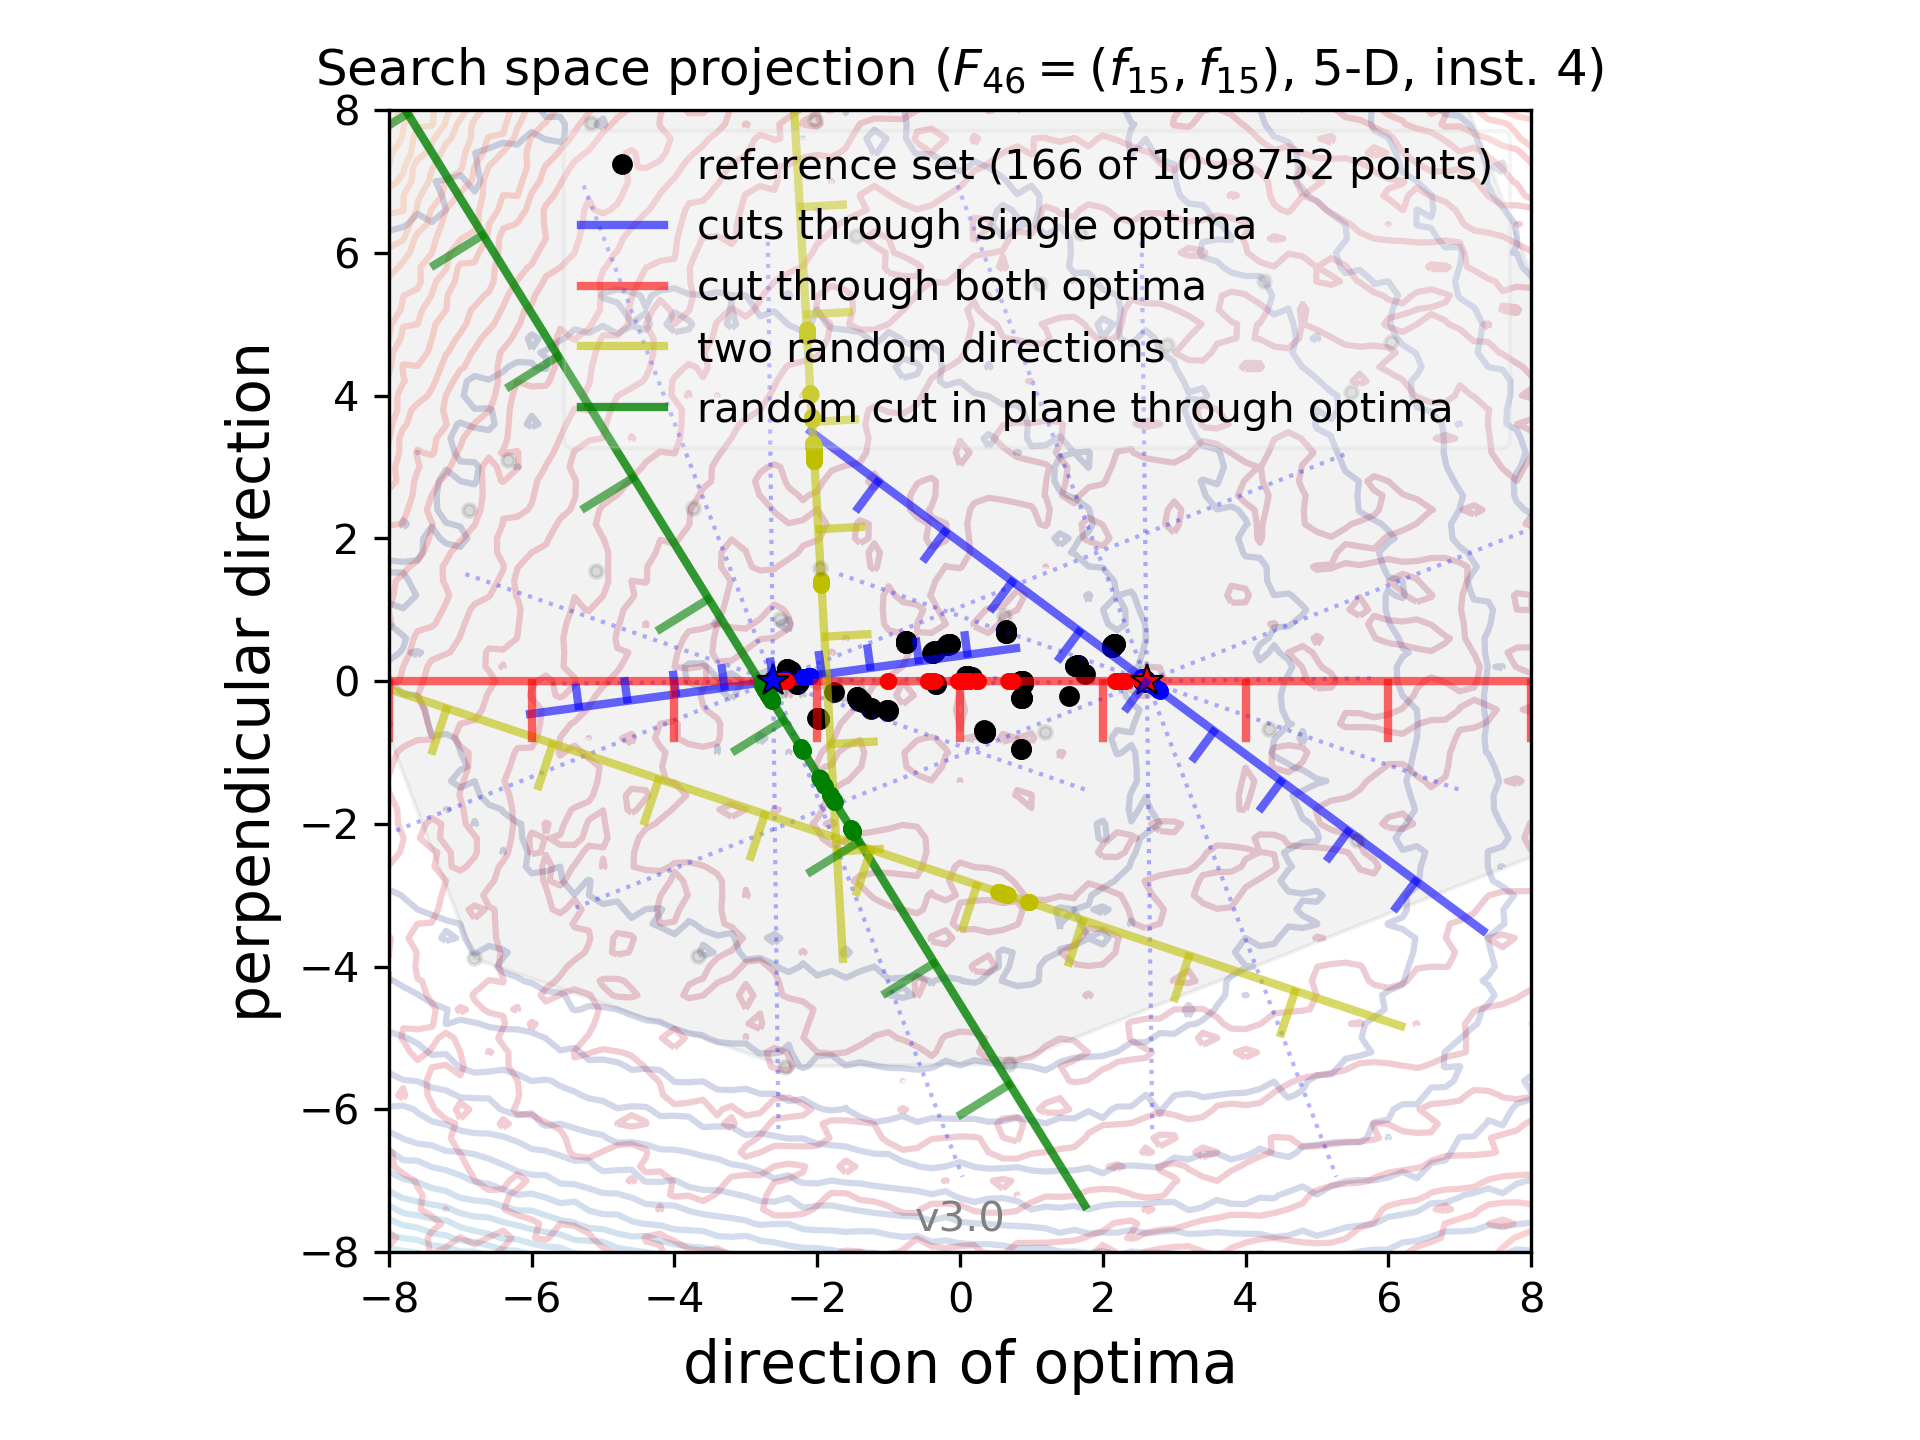 Search space projection (F₄₆ = (f₁₅, f₁₅), 5-D, inst. 4)
reference set (166 of 1098752 points)
cuts through single optima
cut through both optima
two random directions
random cut in plane through optima
8
6
4
2
0
−2
−4
−6
−8
perpendicular direction
v3.0
−8 −6 −4 −2 0 2 4 6 8
direction of optima